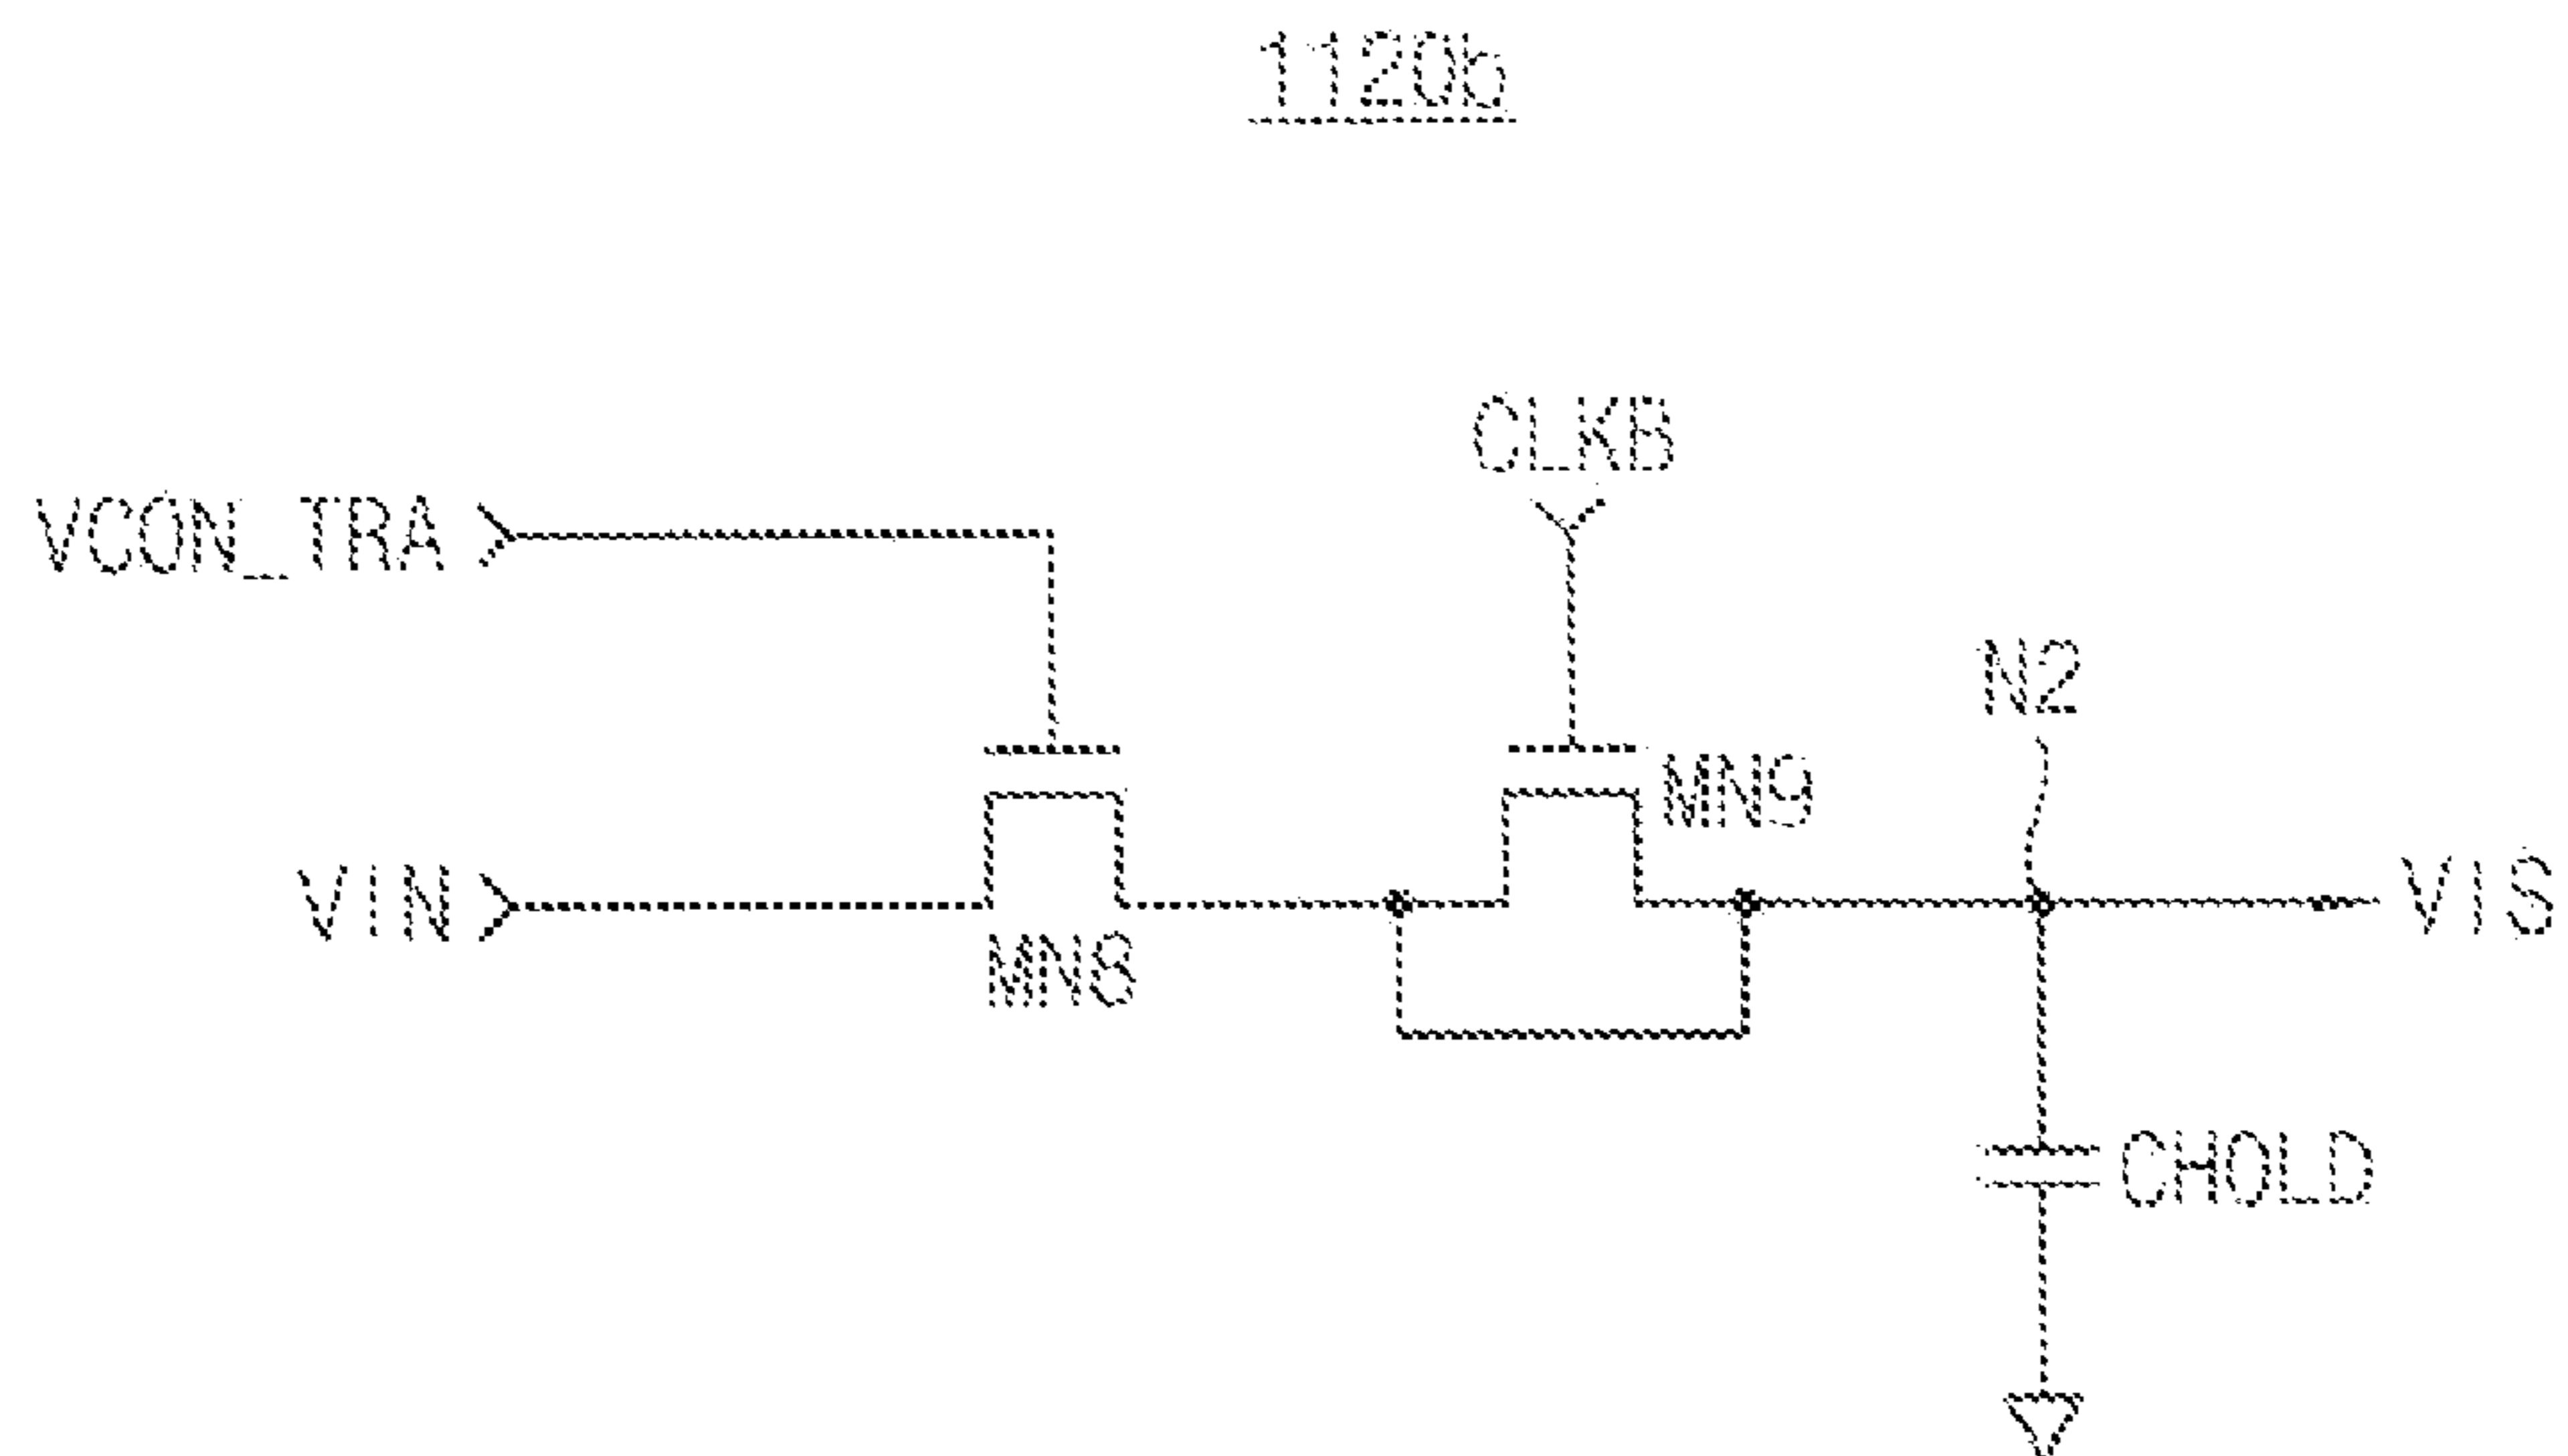 1120b
CLKB
VCON_TRA
N2
MN9
VIN
VIS
MN8
CHOLD